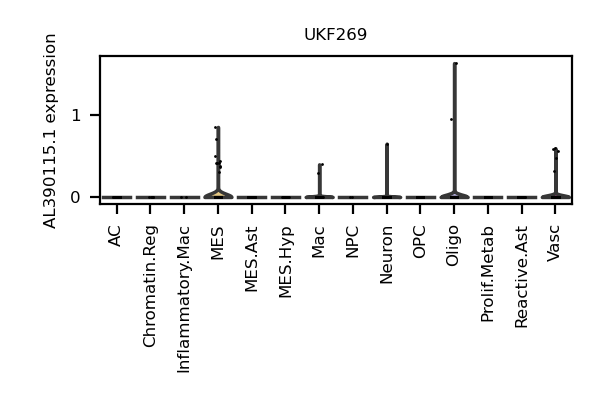 UKF269
AL390115.1 expression
1
0
AC
Chromatin.Reg
Inflammatory.Mac
MES
MES.Ast
MES.Hyp
Mac
NPC
Neuron
OPC
Oligo
Prolif.Metab
Reactive.Ast
Vasc